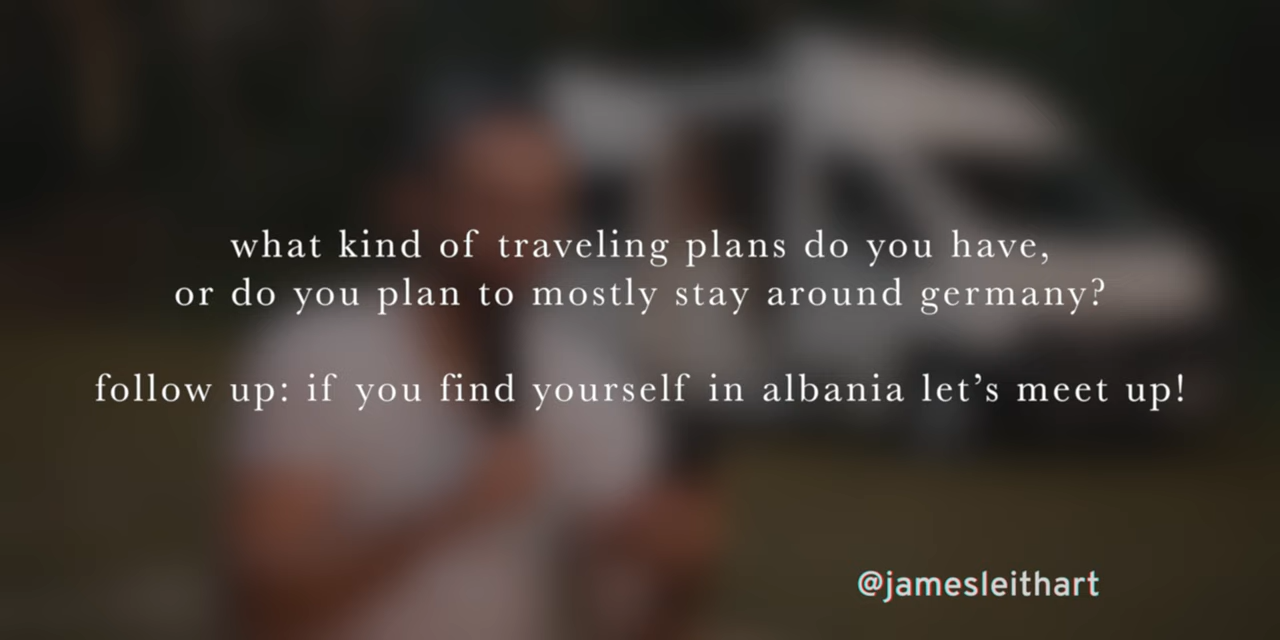 what kind of traveling plans do you have,
or do you plan to mostly stay around germany?
follow up: if you find yourself in albania let's meet up!
@jamesleithart